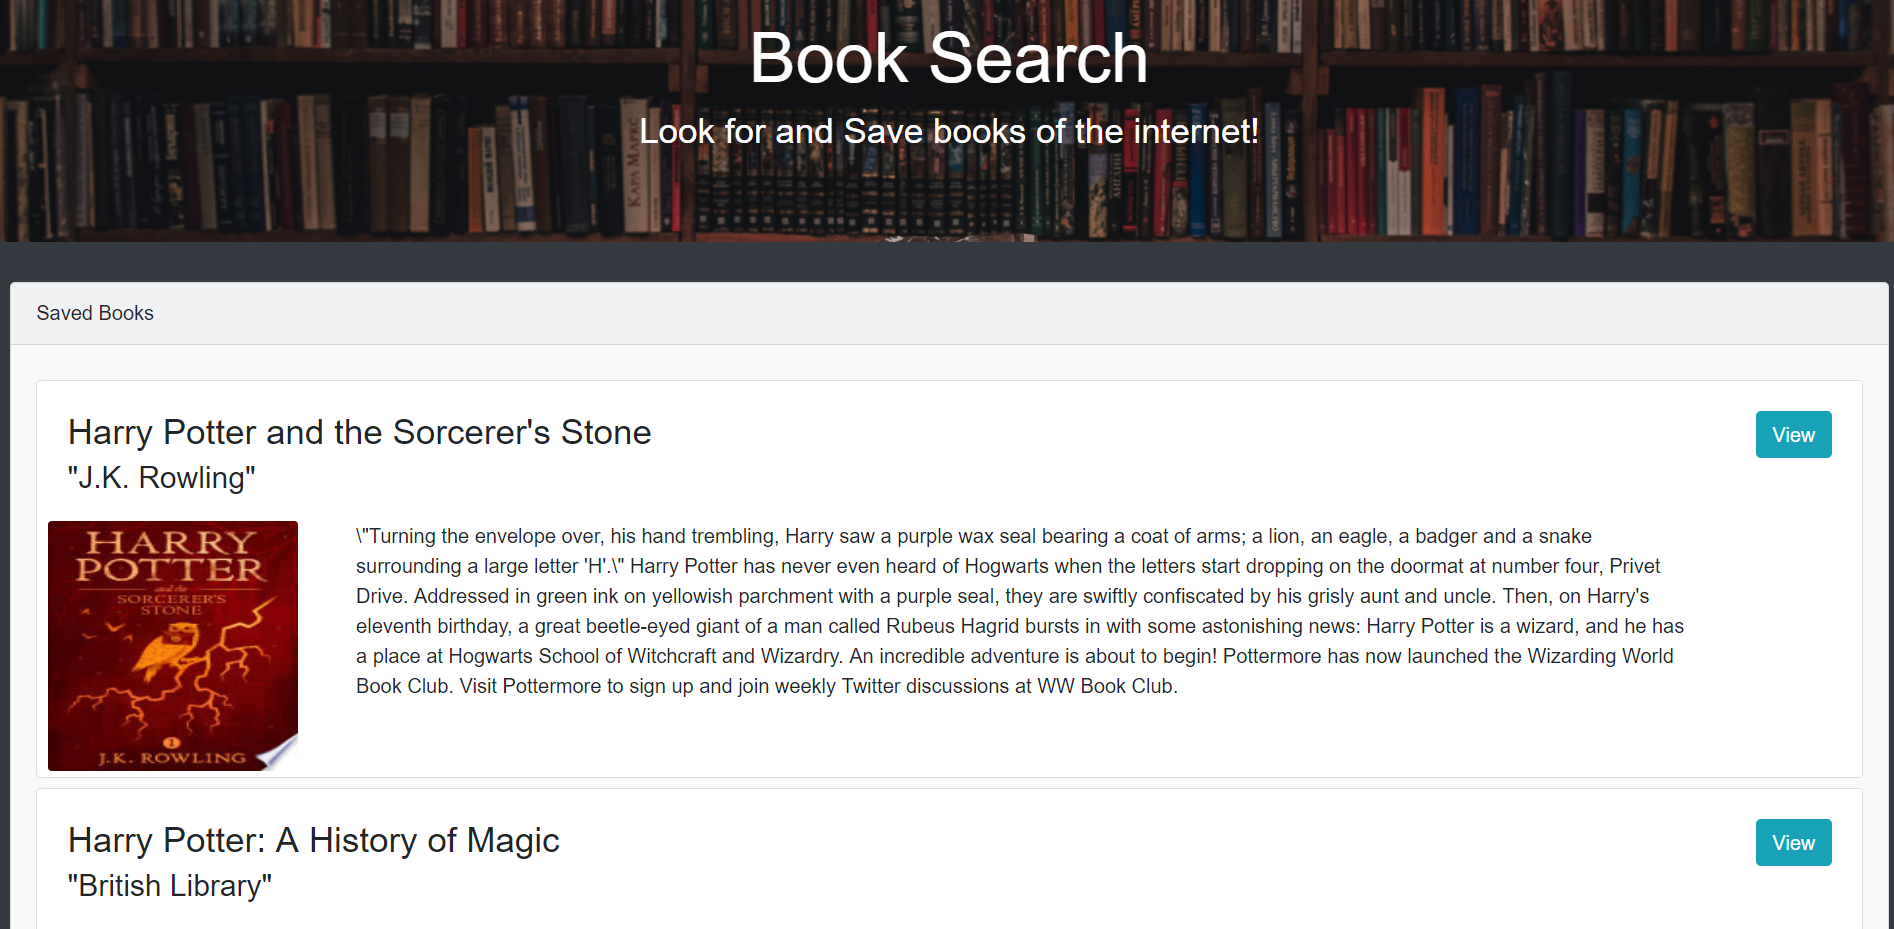 Book Search
Look for and Save books of the internet!
КАРА МА
Saved Books
Harry Potter and the Sorcerer's Stone
View
"J.K. Rowling"
HARRY
POTTER
and the
SORCERER'S
STONE
1
J.K. ROWLING
\"Turning the envelope over, his hand trembling, Harry saw a purple wax seal bearing a coat of arms; a lion, an eagle, a badger and a snake
surrounding a large letter 'H'.\" Harry Potter has never even heard of Hogwarts when the letters start dropping on the doormat at number four, Privet
Drive. Addressed in green ink on yellowish parchment with a purple seal, they are swiftly confiscated by his grisly aunt and uncle. Then, on Harry's
eleventh birthday, a great beetle-eyed giant of a man called Rubeus Hagrid bursts in with some astonishing news: Harry Potter is a wizard, and he has
a place at Hogwarts School of Witchcraft and Wizardry. An incredible adventure is about to begin! Pottermore has now launched the Wizarding World
Book Club. Visit Pottermore to sign up and join weekly Twitter discussions at WW Book Club.
Harry Potter: A History of Magic
View
"British Library"